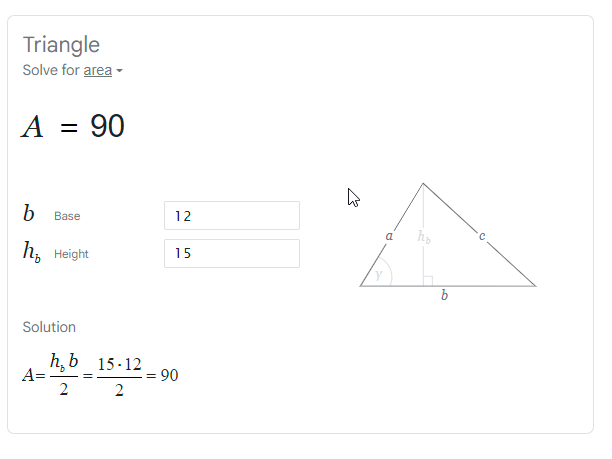 Triangle
Solve for area
A = 90
b Base 12
h_b Height 15
a h_b c
γ
b
Solution
A= h_b b / 2 = 15·12 / 2 = 90